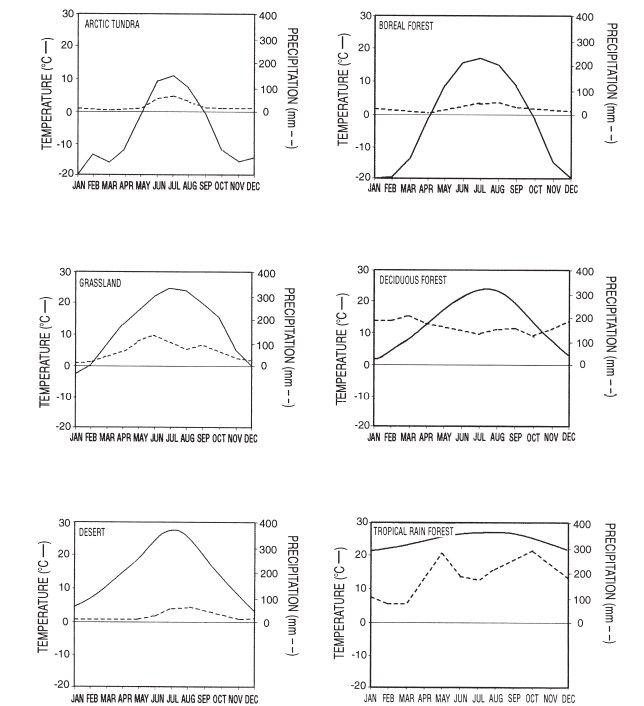 ARCTIC TUNDRA
30
20
10
0
-10
-20
400
300
200
100
0
TEMPERATURE (°C —)
PRECIPITATION (mm – –)
JAN FEB MAR APR MAY JUN JUL AUG SEP OCT NOV DEC
BOREAL FOREST
30
20
10
0
-10
-20
400
300
200
100
0
TEMPERATURE (°C —)
PRECIPITATION (mm – –)
JAN FEB MAR APR MAY JUN JUL AUG SEP OCT NOV DEC
GRASSLAND
30
20
10
0
-10
-20
400
300
200
100
0
TEMPERATURE (°C —)
PRECIPITATION (mm – –)
JAN FEB MAR APR MAY JUN JUL AUG SEP OCT NOV DEC
DECIDUOUS FOREST
30
20
10
0
-10
-20
400
300
200
100
0
TEMPERATURE (°C —)
PRECIPITATION (mm – –)
JAN FEB MAR APR MAY JUN JUL AUG SEP OCT NOV DEC
DESERT
30
20
10
0
-10
-20
400
300
200
100
0
TEMPERATURE (°C —)
PRECIPITATION (mm – –)
JAN FEB MAR APR MAY JUN JUL AUG SEP OCT NOV DEC
TROPICAL RAIN FOREST
30
20
10
0
-10
-20
400
300
200
100
0
TEMPERATURE (°C —)
PRECIPITATION (mm – –)
JAN FEB MAR APR MAY JUN JUL AUG SEP OCT NOV DEC